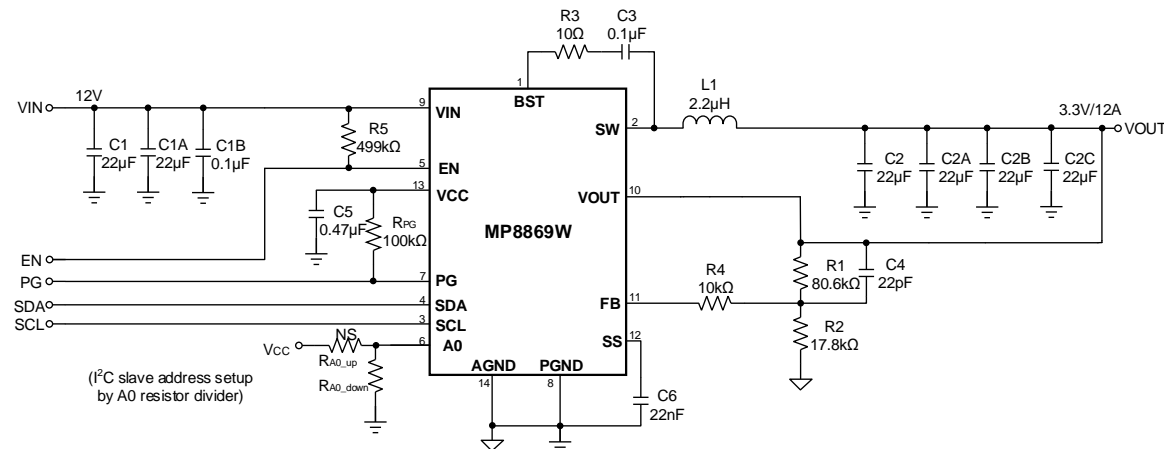 R3
10Ω
C3
0.1µF
1
BST
L1
2.2µH
VIN
12V
9
VIN
SW
2
3.3V/12A
VOUT
C1
22µF
C1A
22µF
C1B
0.1µF
R5
499kΩ
C2
22µF
C2A
22µF
C2B
22µF
C2C
22µF
5
EN
13
VCC
VOUT
10
C5
0.47µF
RPG
100kΩ
MP8869W
EN
PG
7
PG
R4
10kΩ
R1
80.6kΩ
C4
22pF
SDA
4
SDA
FB
11
SCL
3
SCL
R2
17.8kΩ
VCC
NS
6
A0
SS
12
RA0_up
RA0_down
(I²C slave address setup
by A0 resistor divider)
AGND
PGND
14
8
C6
22nF